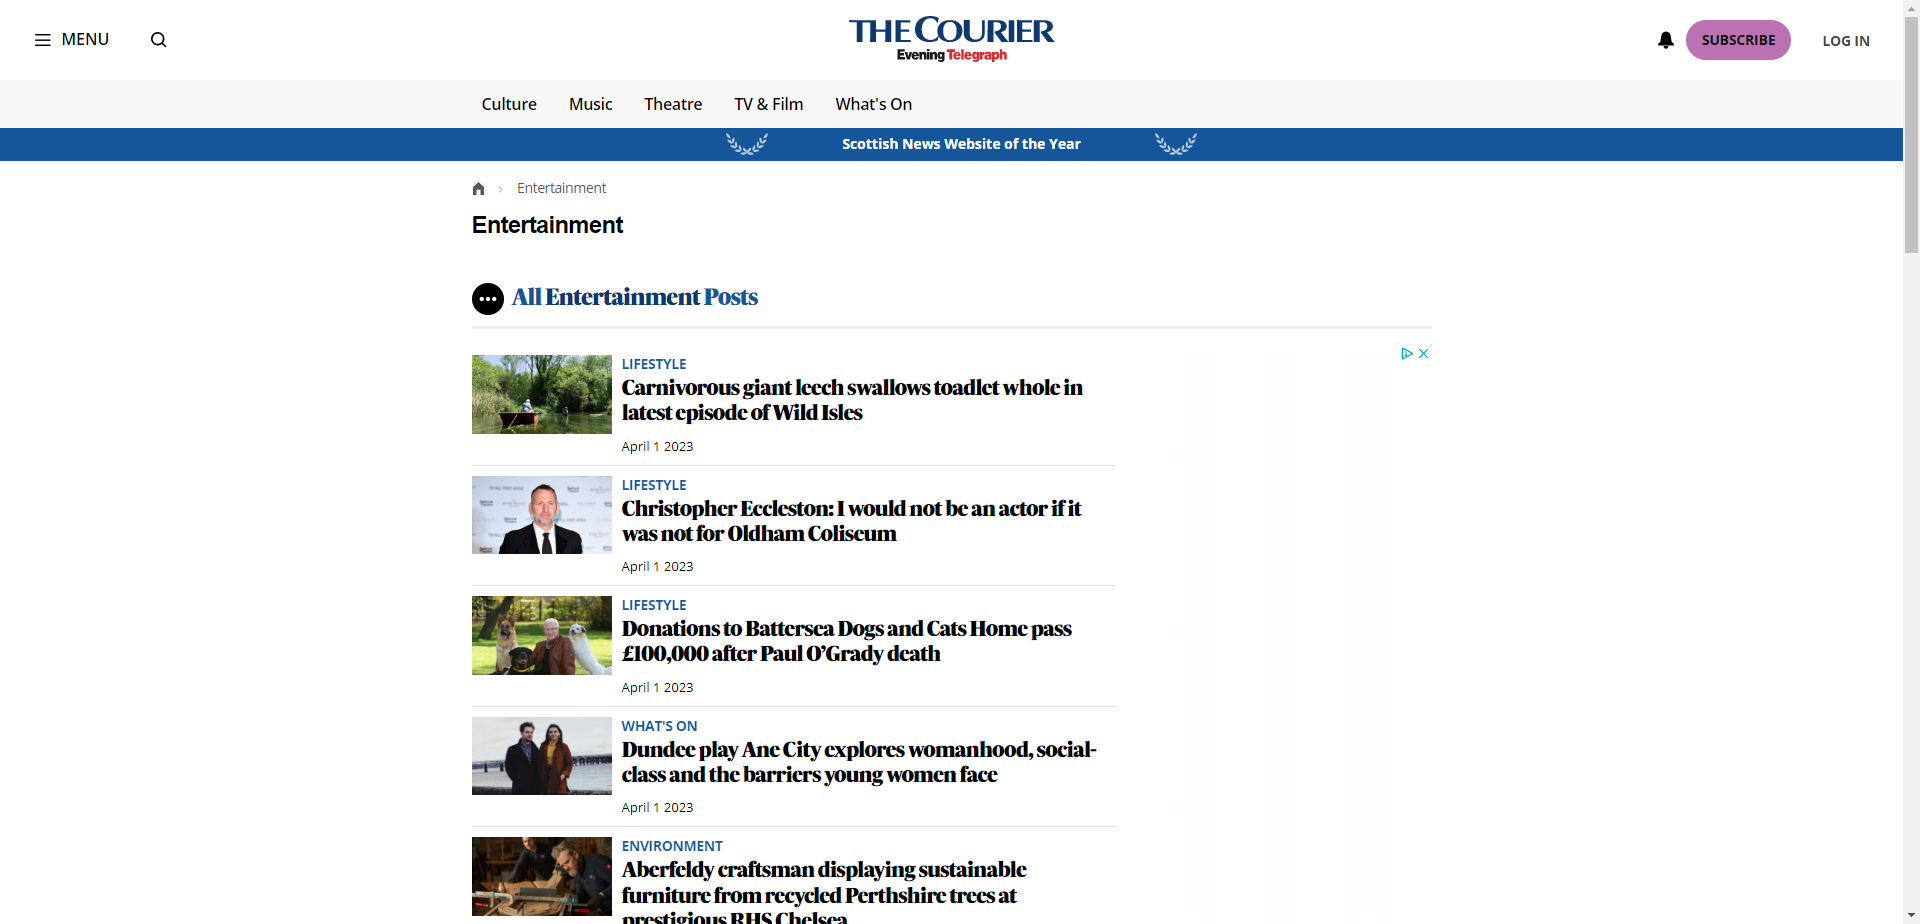 MENU
THE COURIER
Evening Telegraph
SUBSCRIBE
LOG IN
Culture
Music
Theatre
TV & Film
What's On
Scottish News Website of the Year
Entertainment
Entertainment
All Entertainment Posts
LIFESTYLE
Carnivorous giant leech swallows toadlet whole in
latest episode of Wild Isles
April 1 2023
LIFESTYLE
Christopher Eccleston: I would not be an actor if it
was not for Oldham Coliseum
April 1 2023
LIFESTYLE
Donations to Battersea Dogs and Cats Home pass
£100,000 after Paul O’Grady death
April 1 2023
WHAT'S ON
Dundee play Ane City explores womanhood, social-
class and the barriers young women face
April 1 2023
ENVIRONMENT
Aberfeldy craftsman displaying sustainable
furniture from recycled Perthshire trees at
prestigious RHS Chelsea